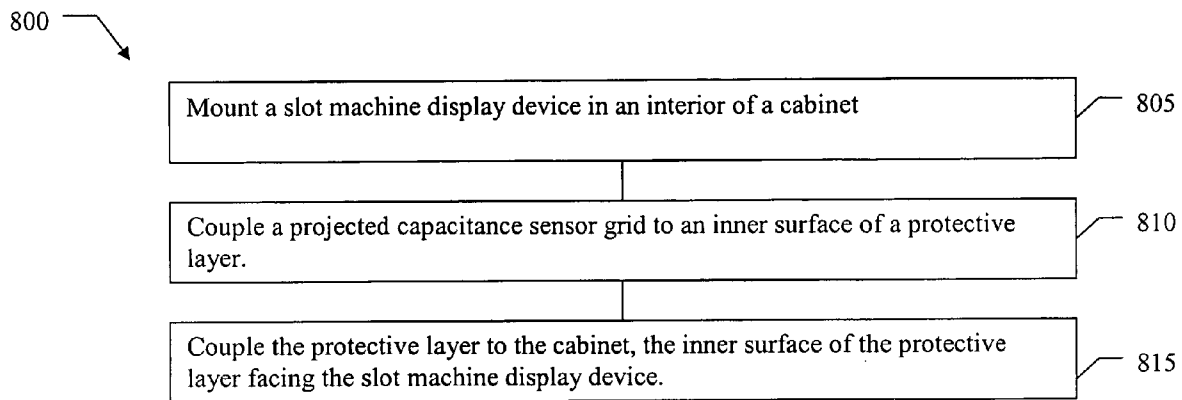 800
Mount a slot machine display device in an interior of a cabinet
805
Couple a projected capacitance sensor grid to an inner surface of a protective
layer.
810
Couple the protective layer to the cabinet, the inner surface of the protective
layer facing the slot machine display device.
815